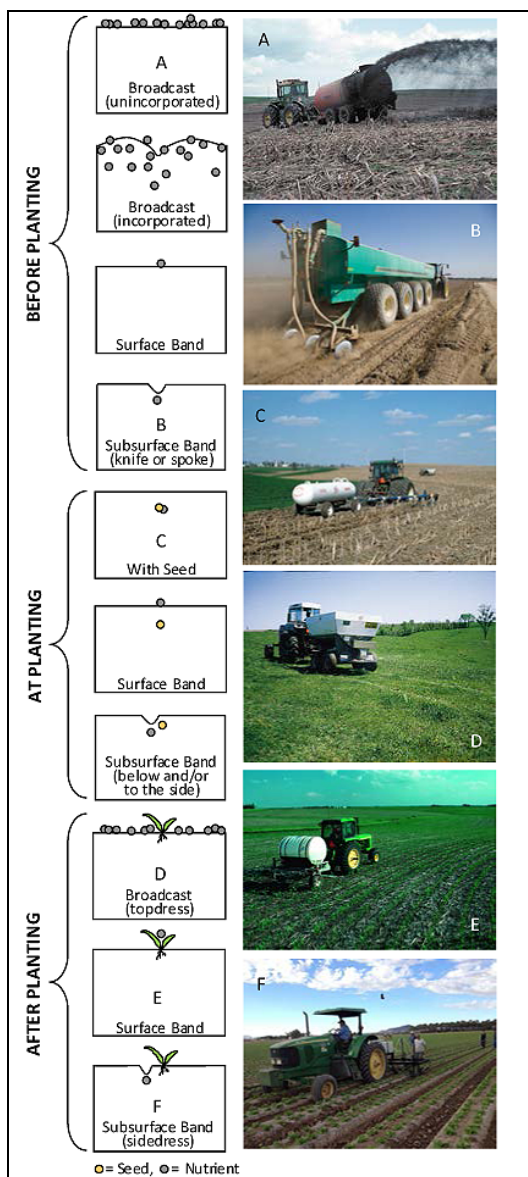 BEFORE PLANTING
A
Broadcast
(unincorporated)
Broadcast
(incorporated)
Surface Band
B
Subsurface Band
(knife or spoke)
AT PLANTING
C
With Seed
Surface Band
Subsurface Band
(below and/or
to the side)
AFTER PLANTING
D
Broadcast
(topdress)
E
Surface Band
F
Subsurface Band
(sidedress)
= Seed, = Nutrient
A
B
C
D
E
F